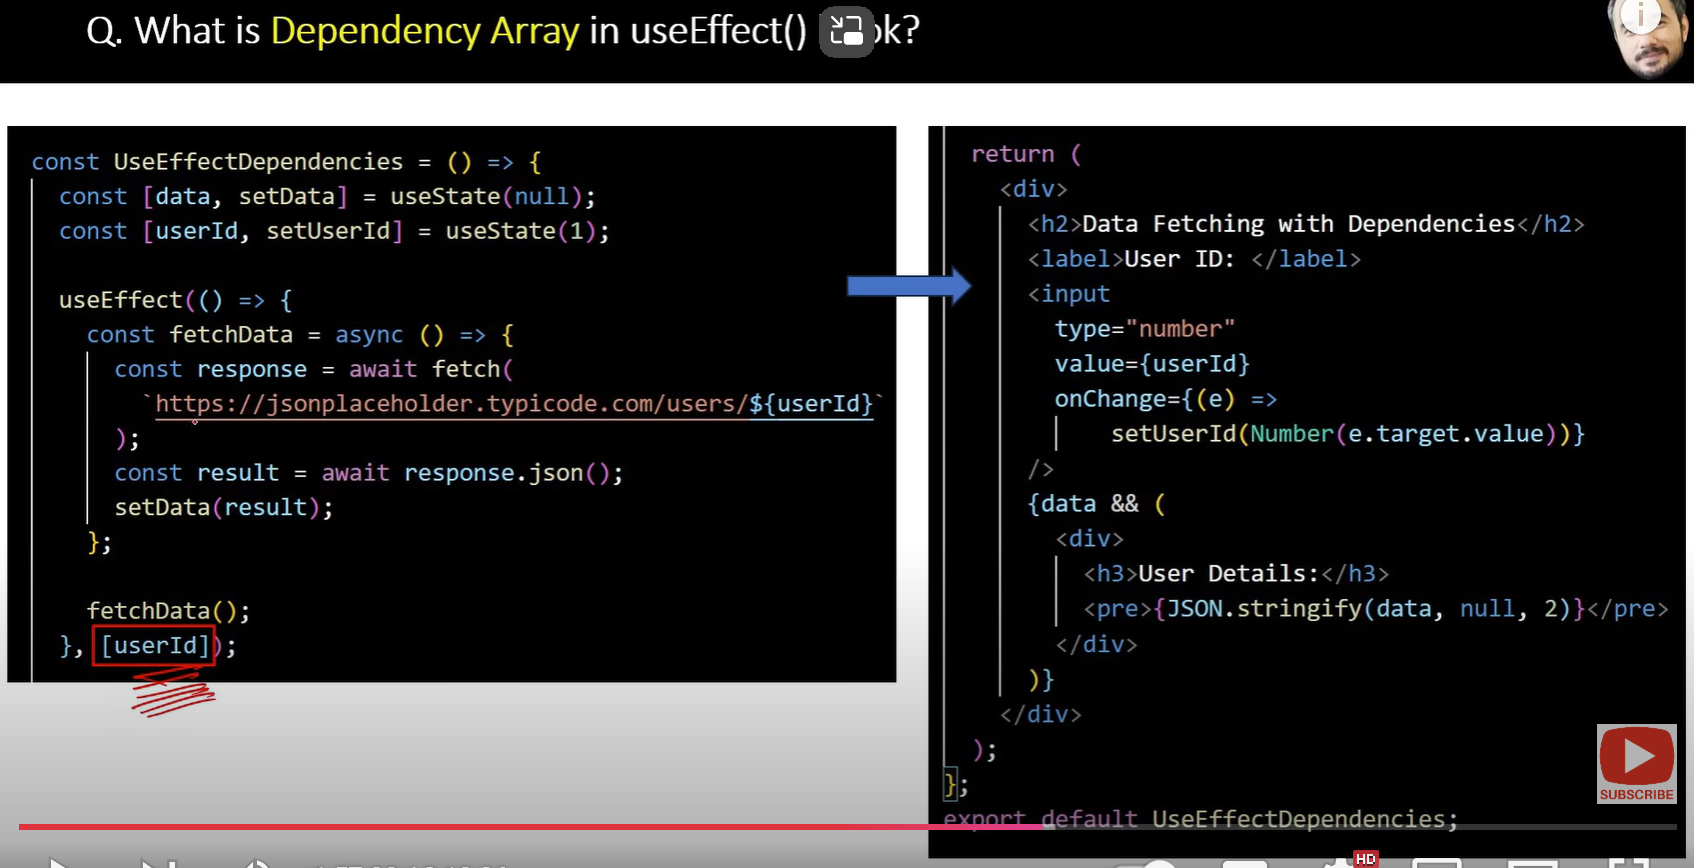 Q. What is Dependency Array in useEffect() ok?
const UseEffectDependencies = () => {
const [data, setData] = useState(null);
const [userId, setUserId] = useState(1);
useEffect(() => {
const fetchData = async () => {
const response = await fetch(
`https://jsonplaceholder.typicode.com/users/${userId}`
);
const result = await response.json();
setData(result);
};
fetchData();
}, [userId]);
return (
<div>
<h2>Data Fetching with Dependencies</h2>
<label>User ID: </label>
<input
type="number"
value={userId}
onChange={(e) =>
setUserId(Number(e.target.value))}
/>
{data && (
<div>
<h3>User Details:</h3>
<pre>{JSON.stringify(data, null, 2)}</pre>
</div>
)}
</div>
);
};
export default UseEffectDependencies;
SUBSCRIBE
HD